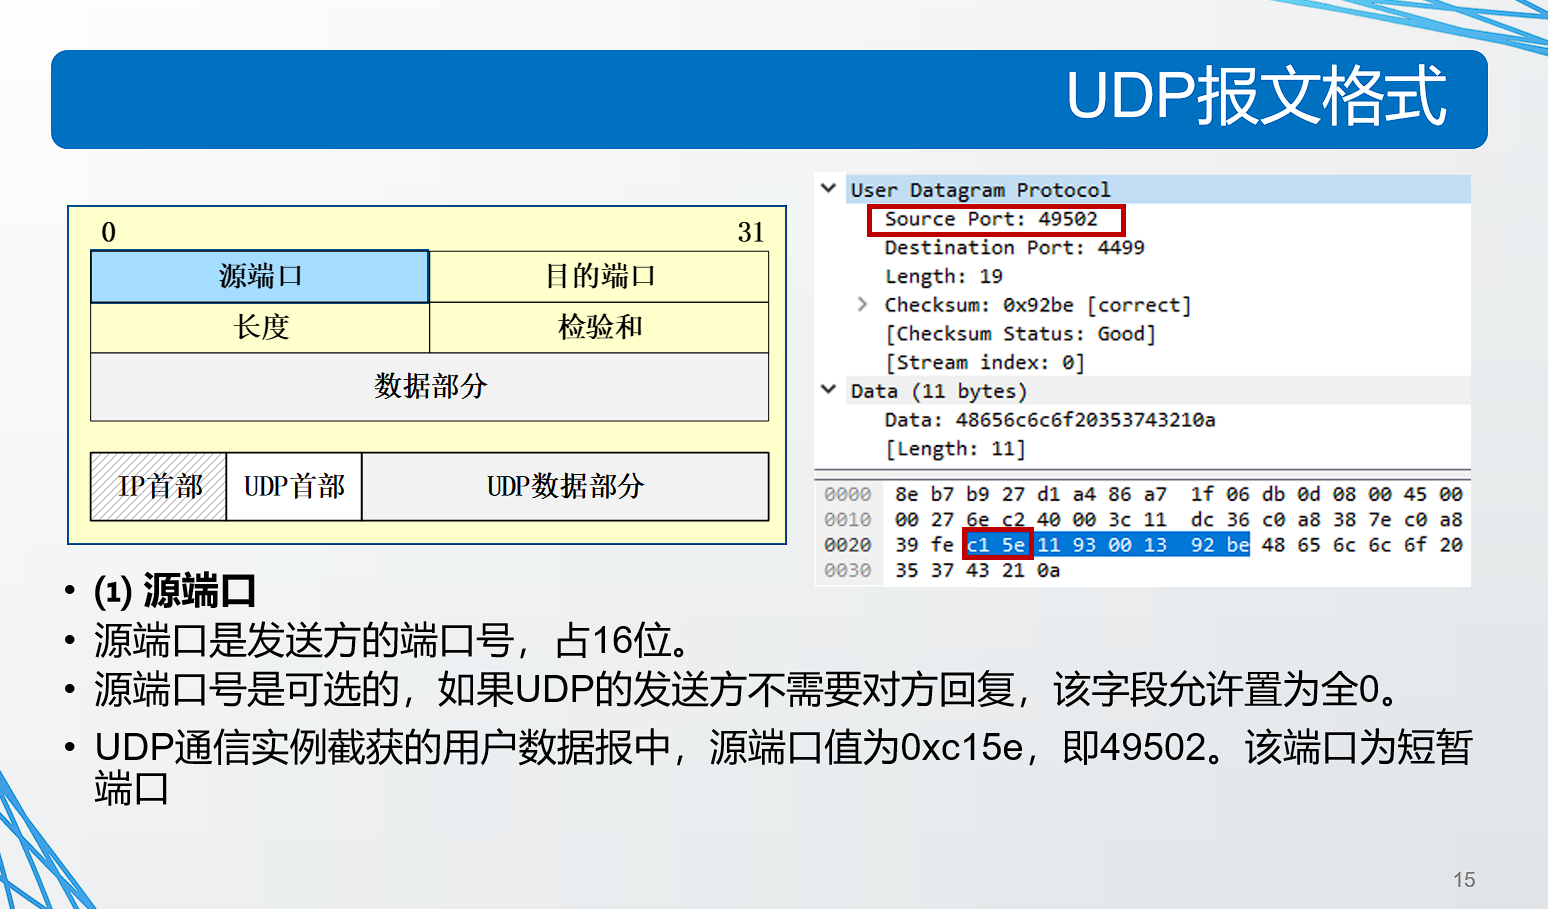 UDP报文格式
0 31
源端口 目的端口
长度 检验和
数据部分
IP首部 UDP首部 UDP数据部分
User Datagram Protocol
Source Port: 49502
Destination Port: 4499
Length: 19
Checksum: 0x92be [correct]
[Checksum Status: Good]
[Stream index: 0]
Data (11 bytes)
Data: 48656c6c6f20353743210a
[Length: 11]
0000 8e b7 b9 27 d1 a4 86 a7 1f 06 db 0d 08 00 45 00
0010 00 27 6e c2 40 00 3c 11 dc 36 c0 a8 38 7e c0 a8
0020 39 fe c1 5e 11 93 00 13 92 be 48 65 6c 6c 6f 20
0030 35 37 43 21 0a
• (1) 源端口
• 源端口是发送方的端口号，占16位。
• 源端口号是可选的，如果UDP的发送方不需要对方回复，该字段允许置为全0。
• UDP通信实例截获的用户数据报中，源端口值为0xc15e，即49502。该端口为短暂
端口
15